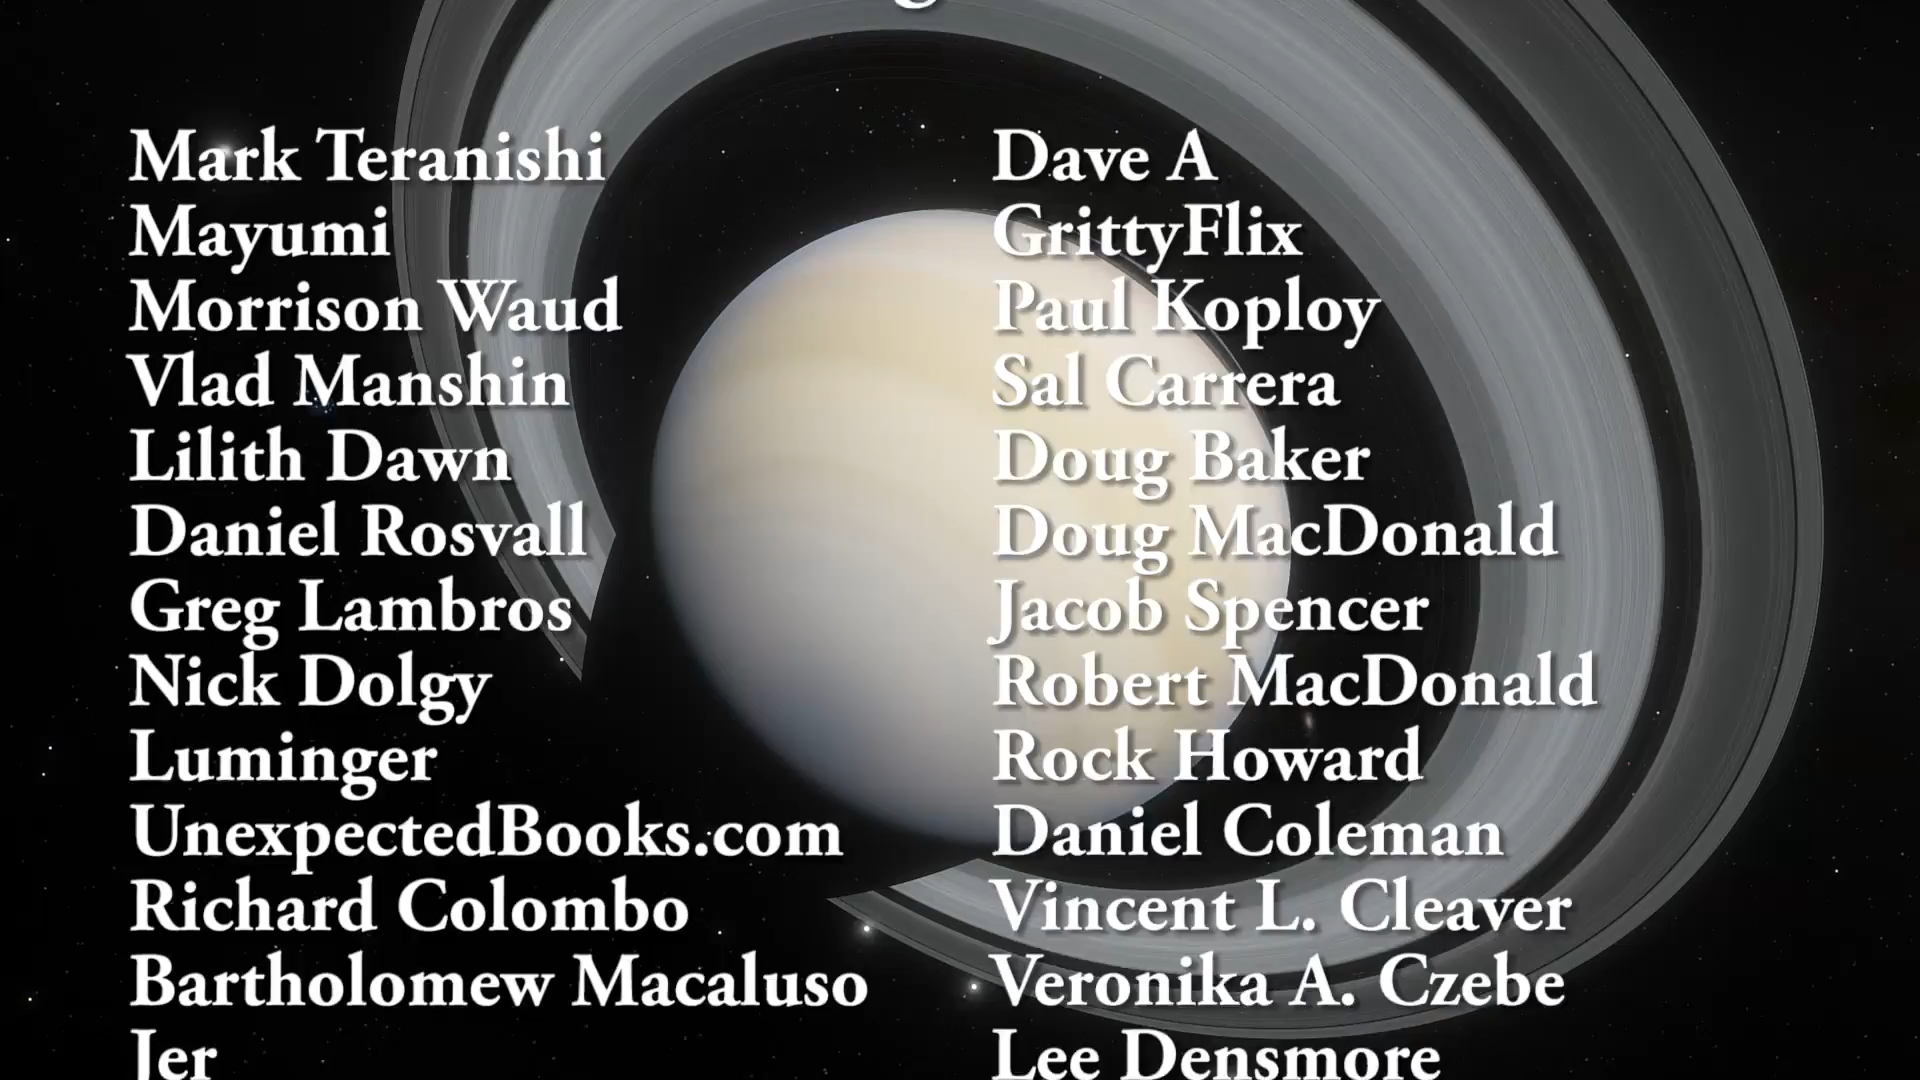 Mark Teranishi
Mayumi
Morrison Waud
Vlad Manshin
Lilith Dawn
Daniel Rosvall
Greg Lambros
Nick Dolgy
Luminger
UnexpectedBooks.com
Richard Colombo
Bartholomew Macaluso
Jer
Dave A
GrittyFlix
Paul Koploy
Sal Carrera
Doug Baker
Doug MacDonald
Jacob Spencer
Robert MacDonald
Rock Howard
Daniel Coleman
Vincent L. Cleaver
Veronika A. Czebe
Lee Densmore